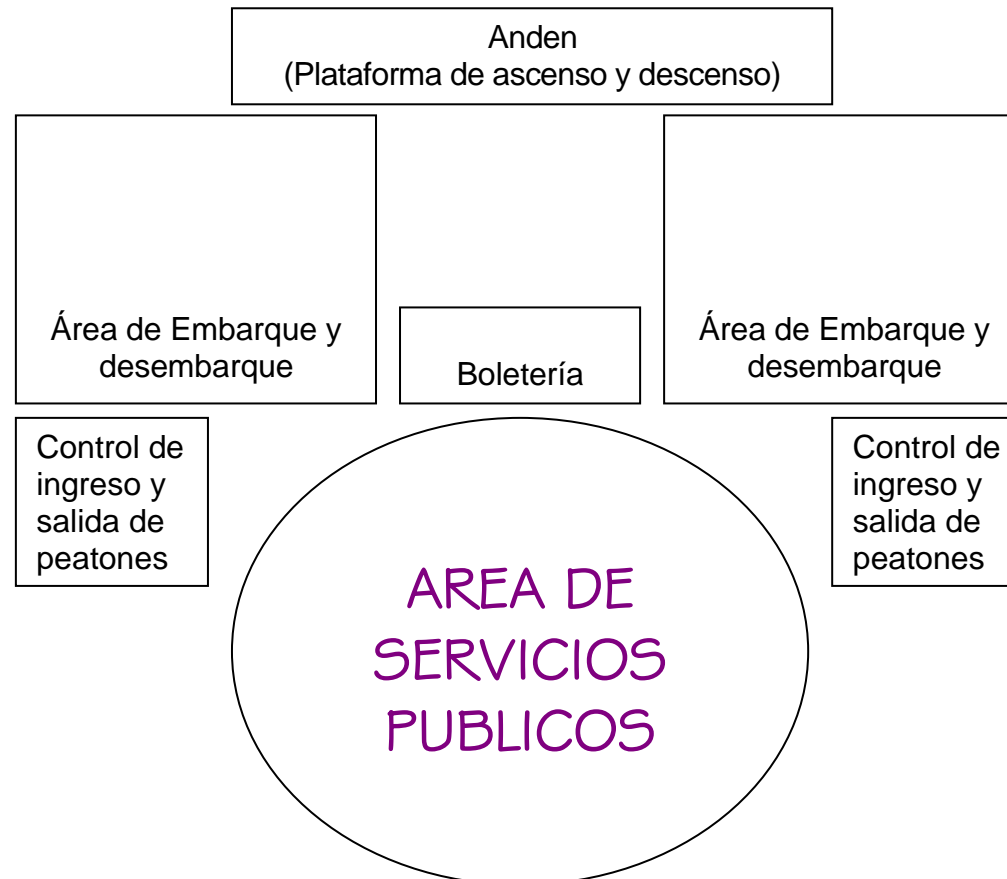 Anden
(Plataforma de ascenso y descenso)
Área de Embarque y
desembarque
Boletería
Área de Embarque y
desembarque
Control de
ingreso y
salida de
peatones
AREA DE
SERVICIOS
PUBLICOS
Control de
ingreso y
salida de
peatones